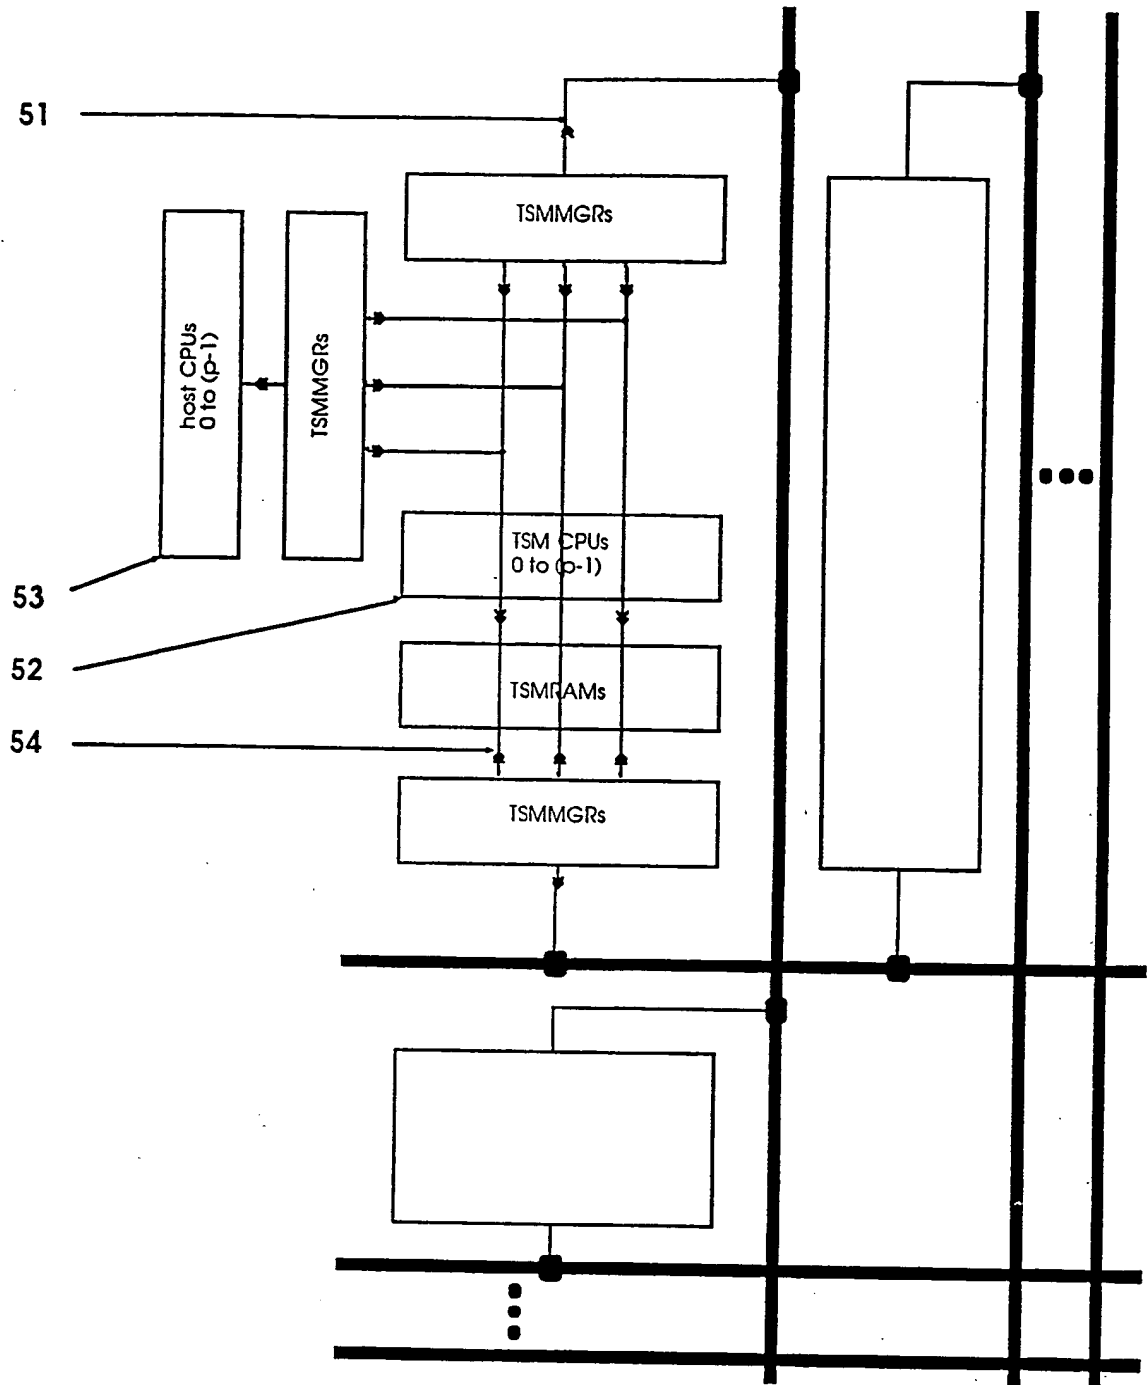 51
TSMMGRs
host CPUs
0 to (p-1)
TSMMGRs
TSM CPUs
0 to (p-1)
53
52
TSMRAMs
54
TSMMGRs